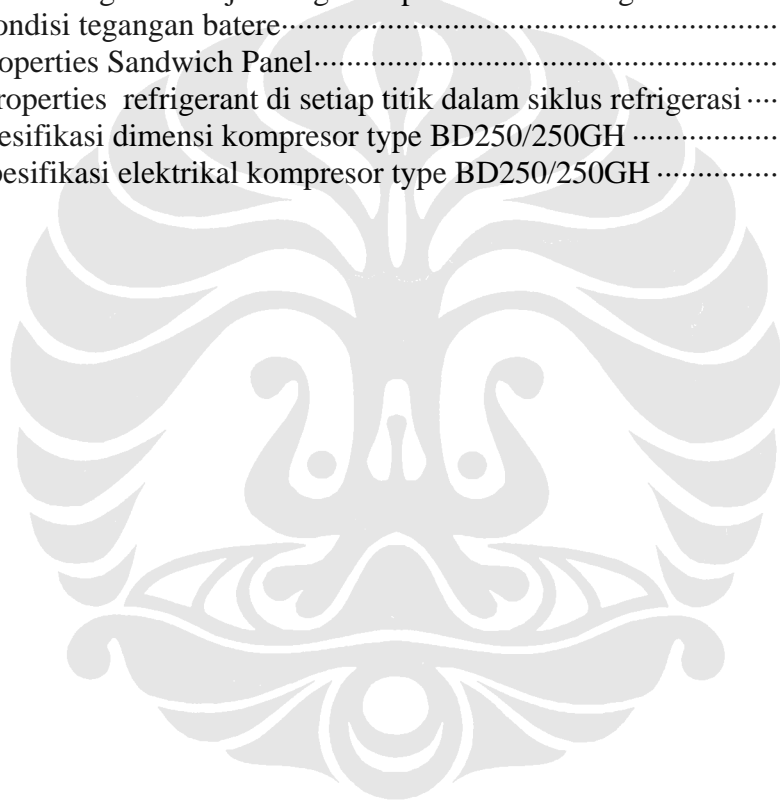 ondisi tegangan batere·······················································
operties Sandwich Panel···················································
roperties refrigerant di setiap titik dalam siklus refrigerasi ····
esifikasi dimensi kompresor type BD250/250GH ··················
pesifikasi elektrikal kompresor type BD250/250GH ··············